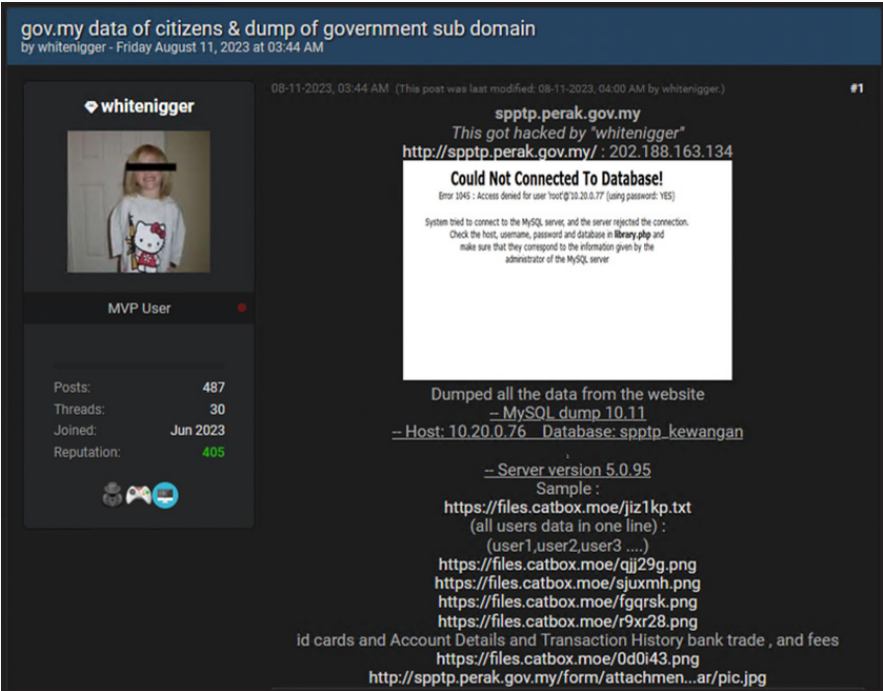 gov.my data of citizens & dump of government sub domain
by whitenigger - Friday August 11, 2023 at 03:44 AM
whitenigger
MVP User
Posts: 487
Threads: 30
Joined: Jun 2023
Reputation: 405
08-11-2023, 03:44 AM (This post was last modified: 08-11-2023, 04:00 AM by whitenigger.) #1
spptp.perak.gov.my
This got hacked by "whitenigger"
http://spptp.perak.gov.my/ : 202.188.163.134
Could Not Connected To Database!
Error 1045 : Access denied for user 'root'@'10.20.0.77' (using password: YES)
System tried to connect to the MySQL server, and the server rejected the connection.
Check the host, username, password and database in library.php and
make sure that they correspond to the information given by the
administrator of the MySQL server
Dumped all the data from the website
-- MySQL dump 10.11
-- Host: 10.20.0.76 Database: spptp_kewangan
-- Server version 5.0.95
Sample :
https://files.catbox.moe/jiz1kp.txt
(all users data in one line) :
(user1,user2,user3 ....)
https://files.catbox.moe/qjj29g.png
https://files.catbox.moe/sjuxmh.png
https://files.catbox.moe/fgqrsk.png
https://files.catbox.moe/r9xr28.png
id cards and Account Details and Transaction History bank trade , and fees
https://files.catbox.moe/0d0i43.png
http://spptp.perak.gov.my/form/attachmen...ar/pic.jpg